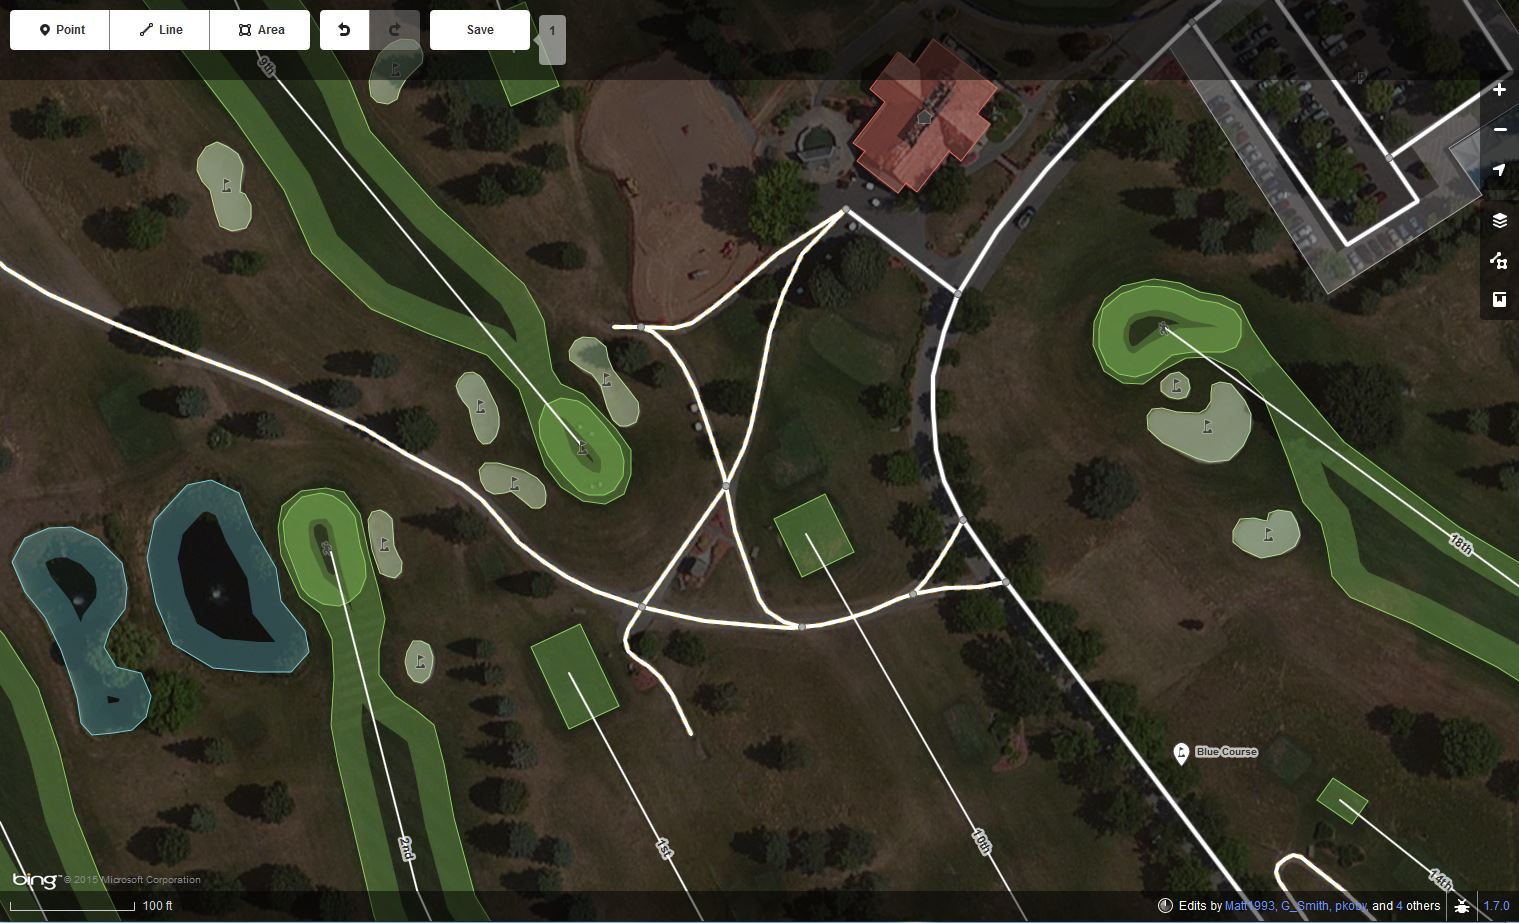 Point
Line
Area
Save
1
9th
P
18th
Blue Course
2nd
1st
10th
14th
bing™ © 2015 Microsoft Corporation
100 ft
Edits by Matt1993, G_Smith, pkoby, and 4 others
1.7.0